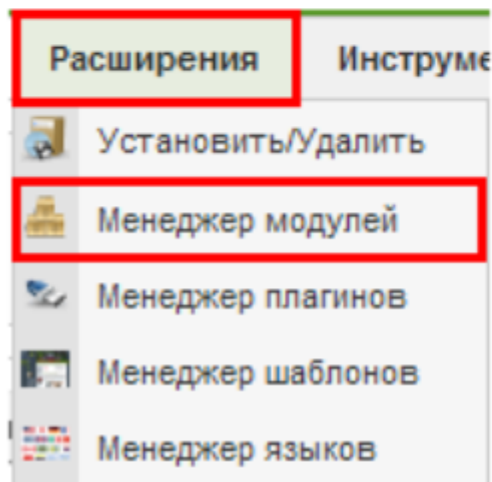 Расширения Инструме
Установить/Удалить
Менеджер модулей
Менеджер плагинов
Менеджер шаблонов
Менеджер языков